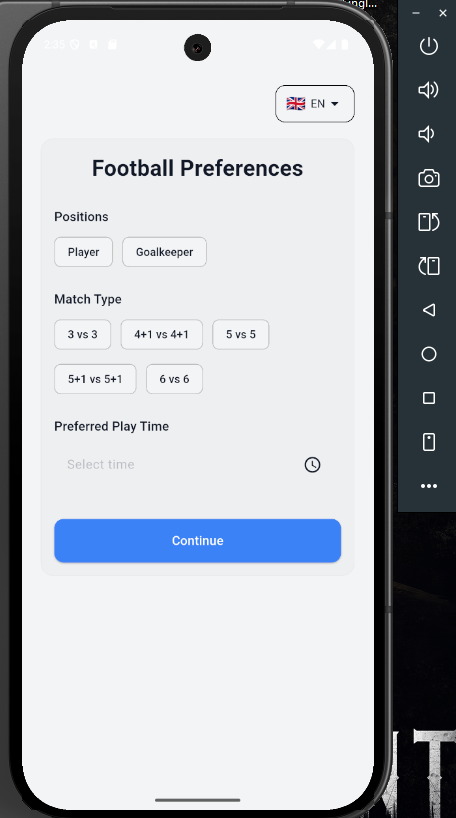 2:35
EN
Football Preferences
Positions
Player Goalkeeper
Match Type
3 vs 3 4+1 vs 4+1 5 vs 5
5+1 vs 5+1 6 vs 6
Preferred Play Time
Select time
Continue
NT